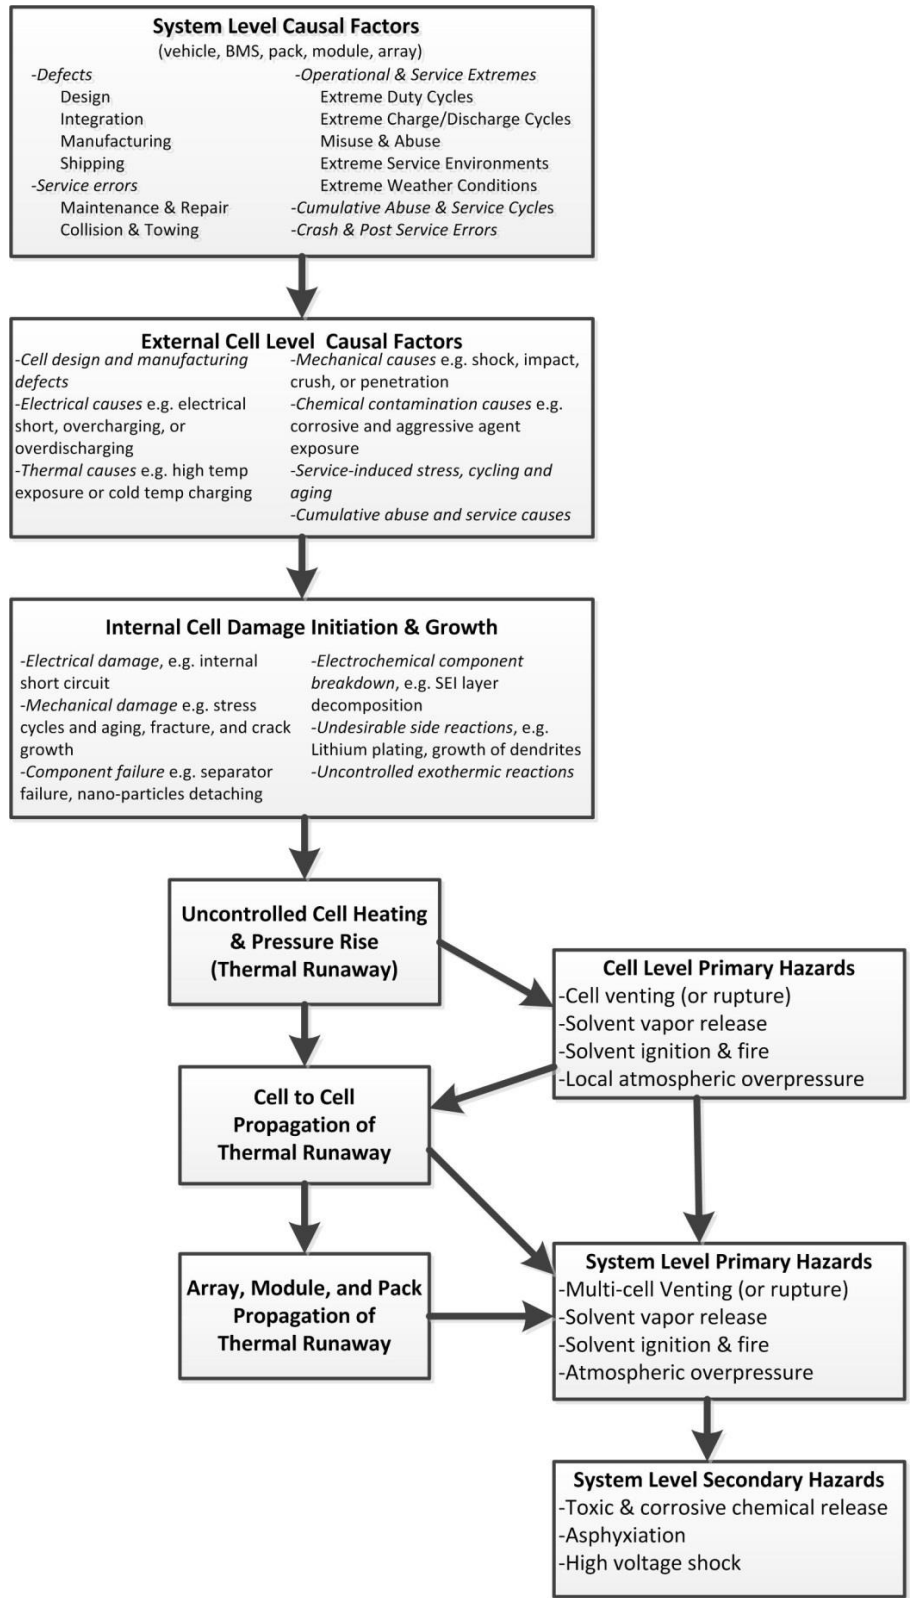 System Level Causal Factors
(vehicle, BMS, pack, module, array)
-Defects
Design
Integration
Manufacturing
Shipping
-Service errors
Maintenance & Repair
Collision & Towing
-Operational & Service Extremes
Extreme Duty Cycles
Extreme Charge/Discharge Cycles
Misuse & Abuse
Extreme Service Environments
Extreme Weather Conditions
-Cumulative Abuse & Service Cycles
-Crash & Post Service Errors
External Cell Level Causal Factors
-Cell design and manufacturing
defects
-Electrical causes e.g. electrical
short, overcharging, or
overdischarging
-Thermal causes e.g. high temp
exposure or cold temp charging
-Mechanical causes e.g. shock, impact,
crush, or penetration
-Chemical contamination causes e.g.
corrosive and aggressive agent
exposure
-Service-induced stress, cycling and
aging
-Cumulative abuse and service causes
Internal Cell Damage Initiation & Growth
-Electrical damage, e.g. internal
short circuit
-Mechanical damage e.g. stress
cycles and aging, fracture, and crack
growth
-Component failure e.g. separator
failure, nano-particles detaching
-Electrochemical component
breakdown, e.g. SEI layer
decomposition
-Undesirable side reactions, e.g.
Lithium plating, growth of dendrites
-Uncontrolled exothermic reactions
Uncontrolled Cell Heating
& Pressure Rise
(Thermal Runaway)
Cell Level Primary Hazards
-Cell venting (or rupture)
-Solvent vapor release
-Solvent ignition & fire
-Local atmospheric overpressure
Cell to Cell
Propagation of
Thermal Runaway
Array, Module, and Pack
Propagation of
Thermal Runaway
System Level Primary Hazards
-Multi-cell Venting (or rupture)
-Solvent vapor release
-Solvent ignition & fire
-Atmospheric overpressure
System Level Secondary Hazards
-Toxic & corrosive chemical release
-Asphyxiation
-High voltage shock